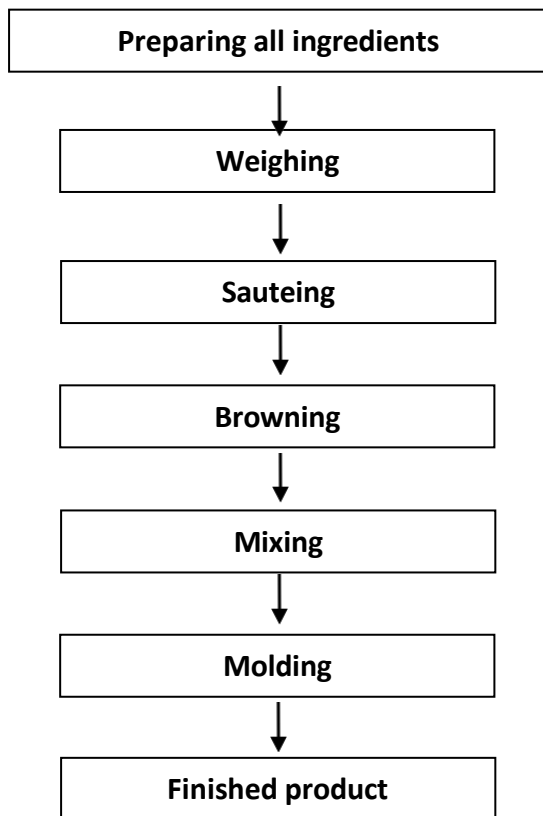 Preparing all ingredients
Weighing
Sauteing
Browning
Mixing
Molding
Finished product